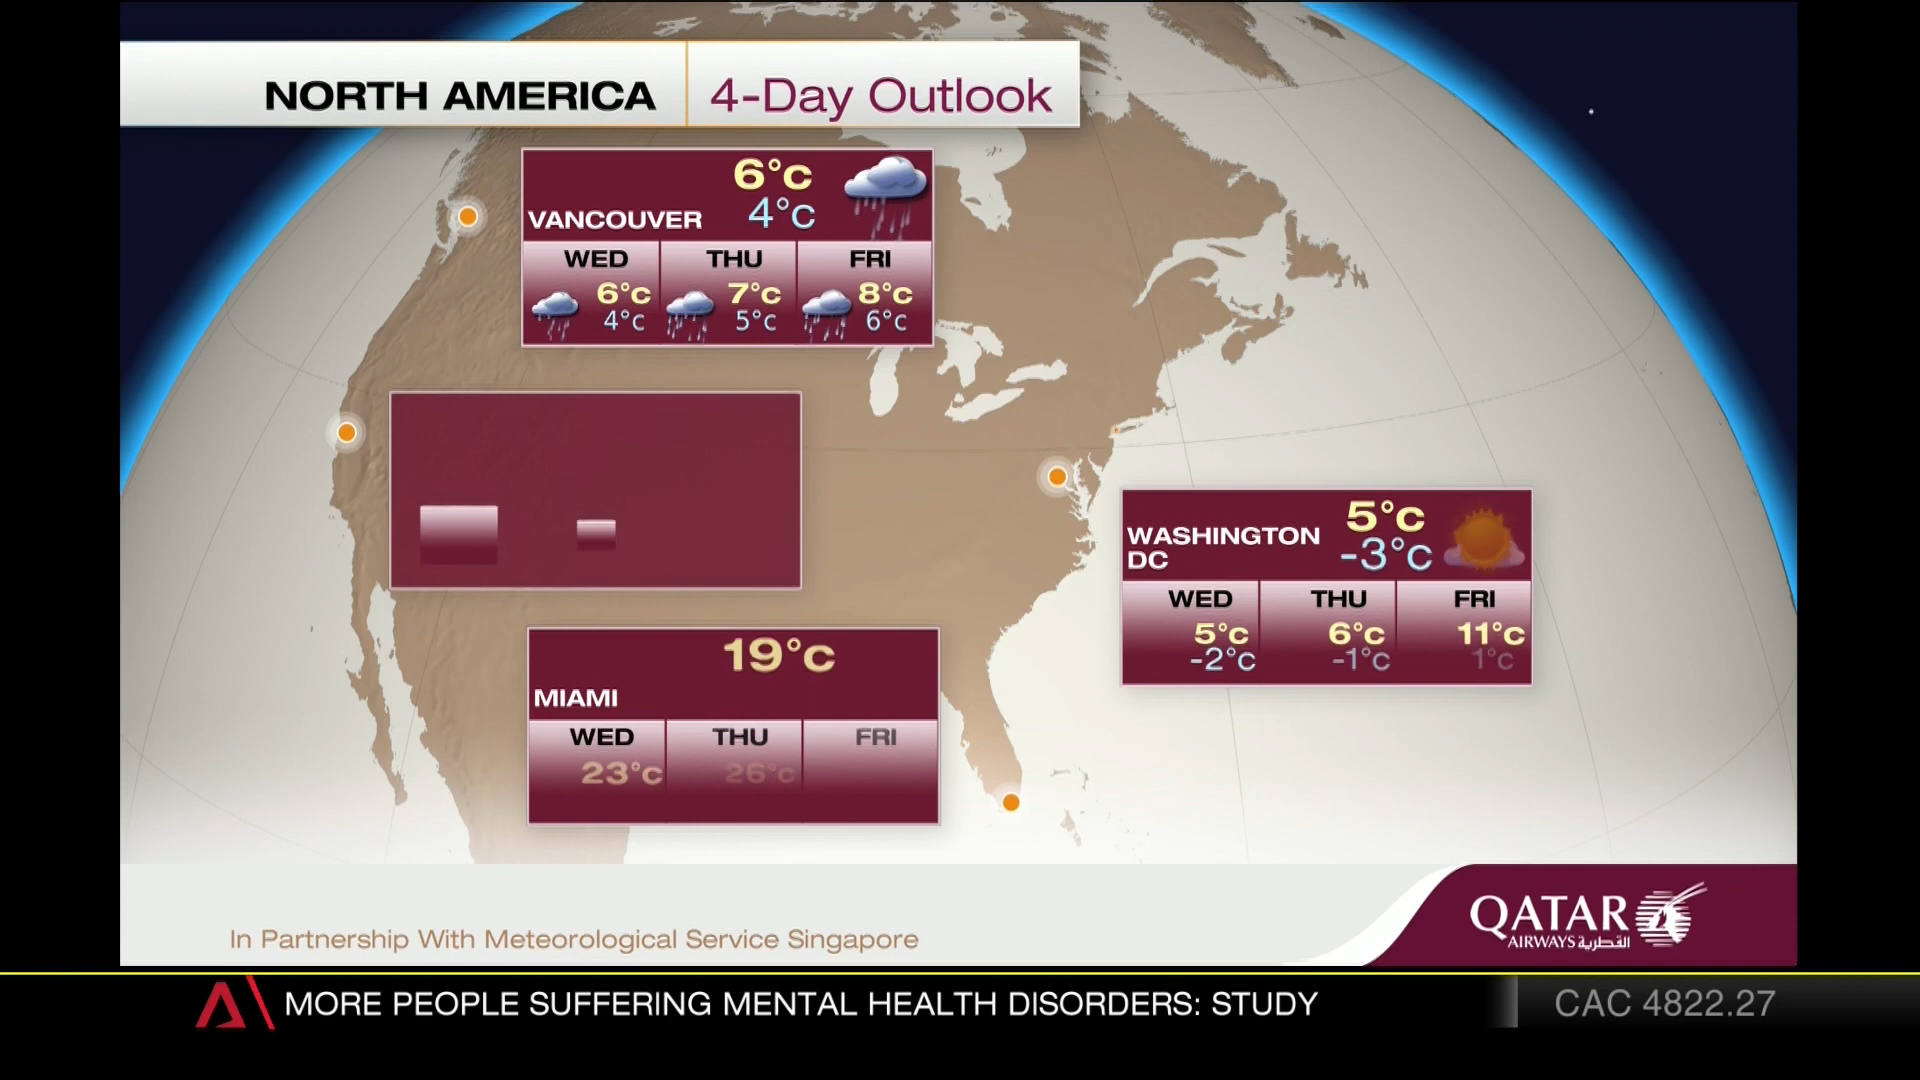 NORTH AMERICA
4-Day Outlook
6°C
VANCOUVER
4°C
WED
THU
FRI
6°C
7°C
8°C
4°C
5°C
6°C
5°C
WASHINGTON
DC
-3°C
WED
THU
FRI
5°C
6°C
11°C
-2°C
-1°C
1°C
19°C
MIAMI
WED
THU
FRI
23°C
26°C
QATAR
AIRWAYS القطرية
In Partnership With Meteorological Service Singapore
MORE PEOPLE SUFFERING MENTAL HEALTH DISORDERS: STUDY
CAC 4822.27